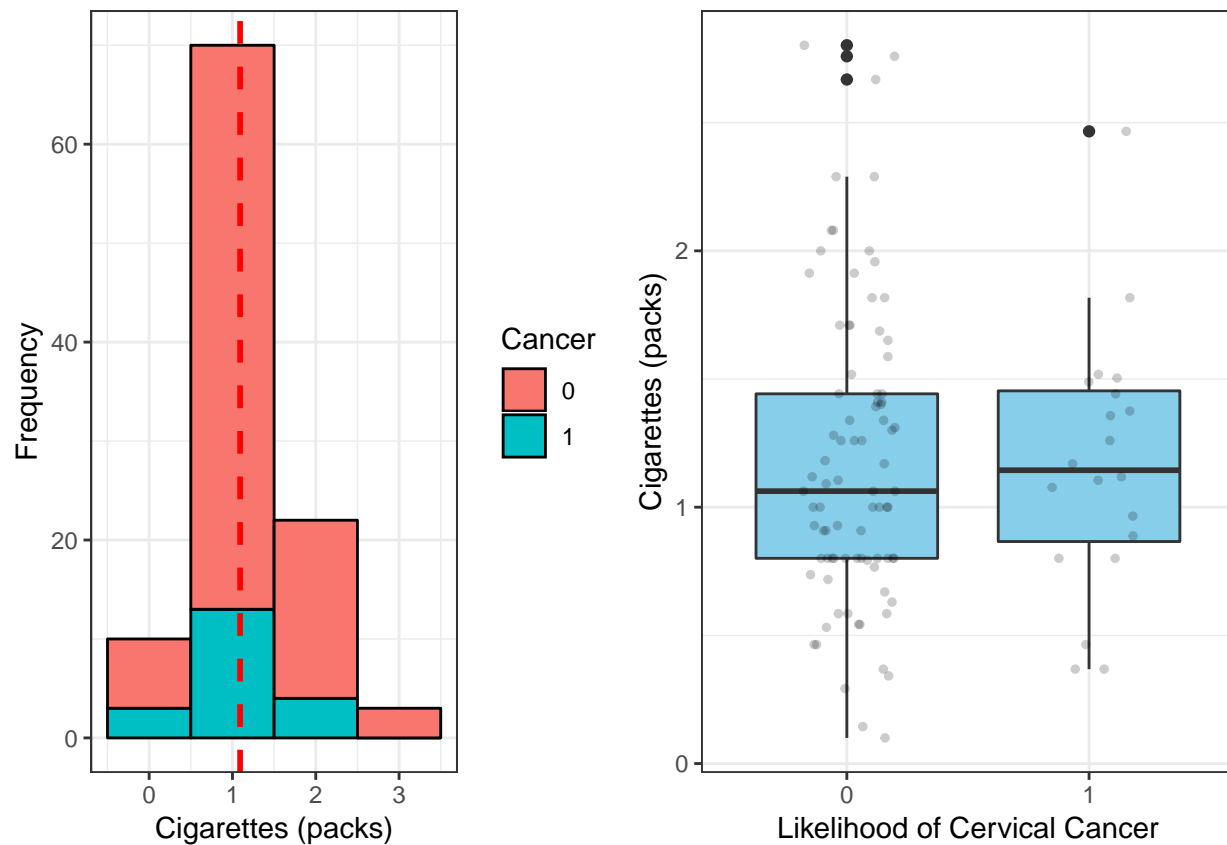 Frequency
60
40
20
0
0 1 2 3
Cigarettes (packs)
Cancer
0
1
Cigarettes (packs)
2
1
0
0 1
Likelihood of Cervical Cancer